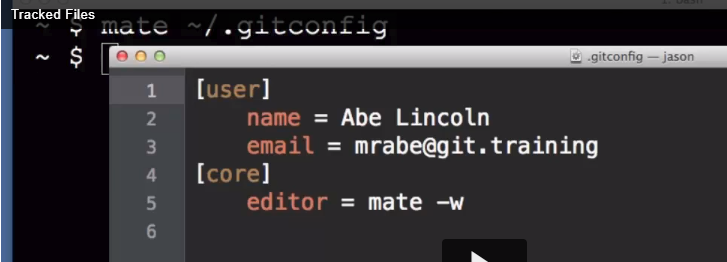 Tracked Files
~ $ mate ~/.gitconfig
~ $
.gitconfig — jason
1 [user]
2 name = Abe Lincoln
3 email = mrabe@git.training
4 [core]
5 editor = mate -w
6